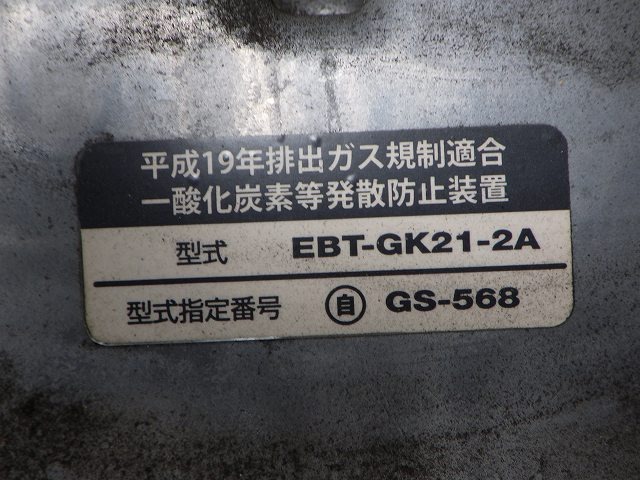 平成19年排出ガス規制適合
一酸化炭素等発散防止装置
型式 EBT-GK21-2A
型式指定番号 自 GS-568